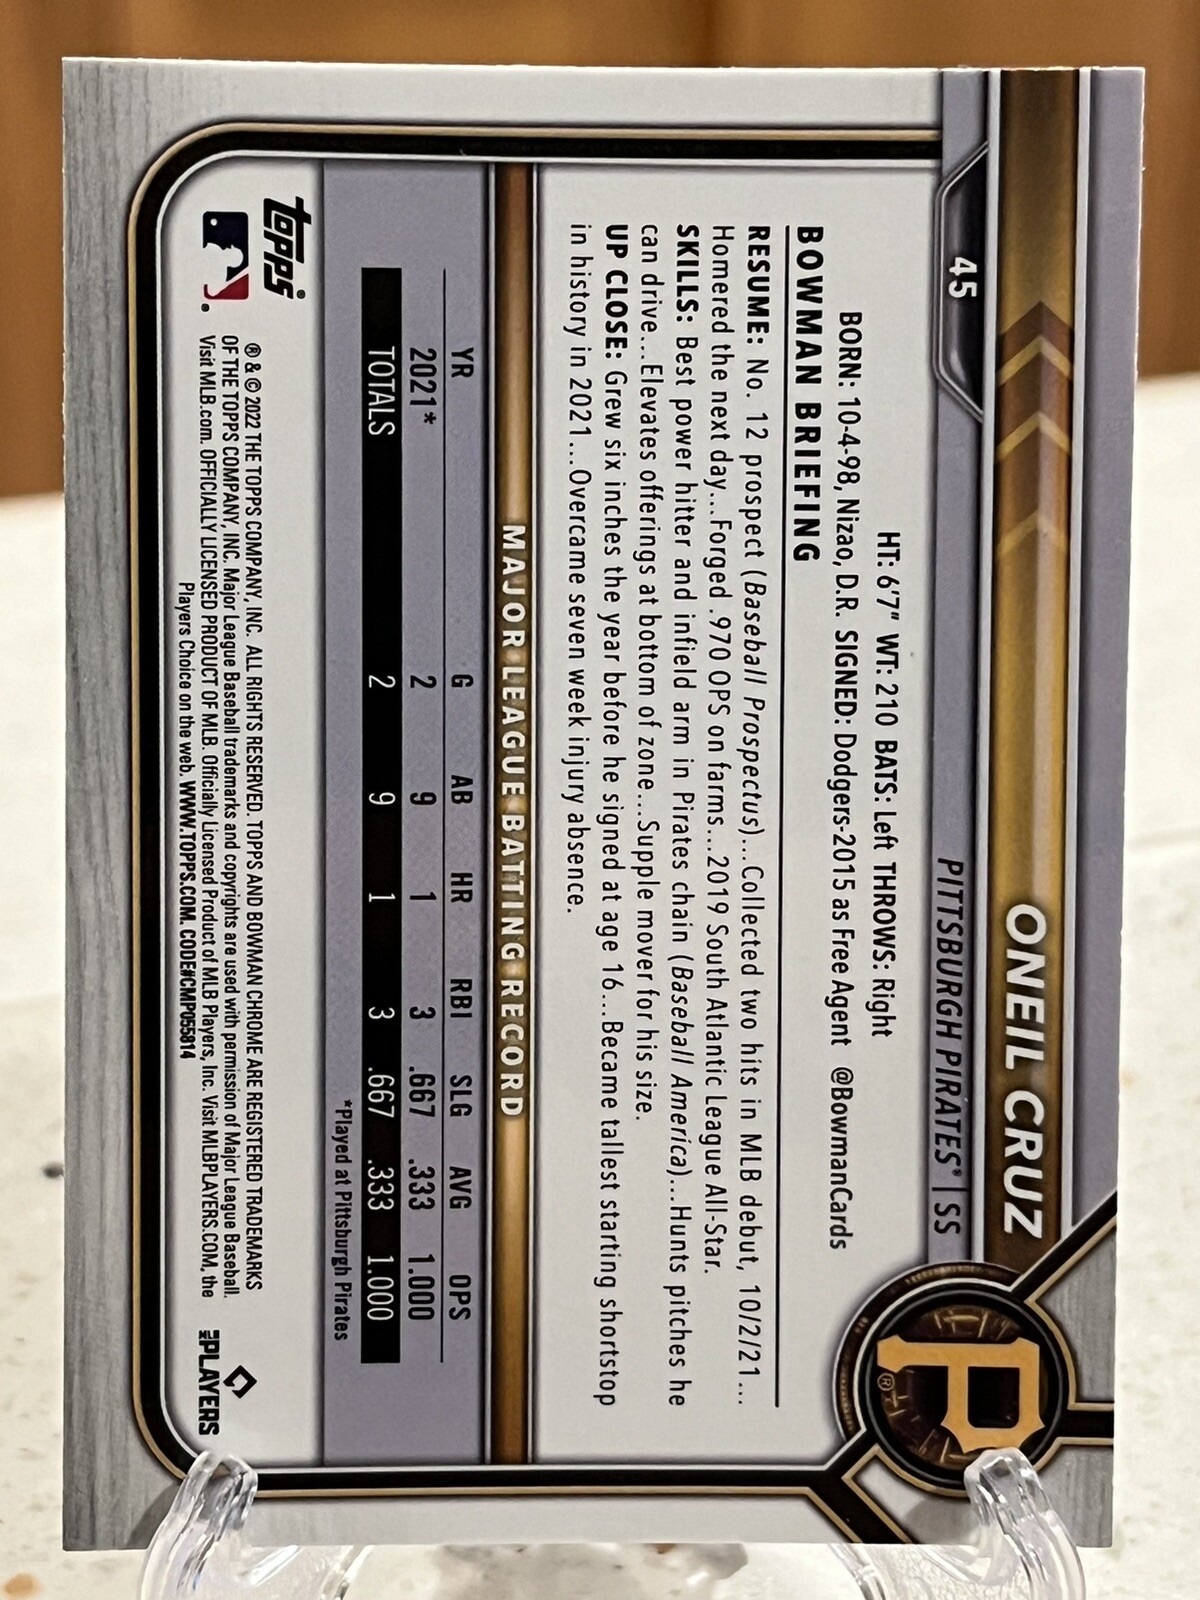 45
ONEIL CRUZ
PITTSBURGH PIRATES® | SS
P®
HT: 6'7" WT: 210 BATS: Left THROWS: Right
BORN: 10-4-98, Nizao, D.R. SIGNED: Dodgers-2015 as Free Agent @BowmanCards
BOWMAN BRIEFING
RESUME: No. 12 prospect (Baseball Prospectus)...Collected two hits in MLB debut, 10/2/21...
Homered the next day...Forged .970 OPS on farms...2019 South Atlantic League All-Star.
SKILLS: Best power hitter and infield arm in Pirates chain (Baseball America)...Hunts pitches he
can drive...Elevates offerings at bottom of zone...Supple mover for his size.
UP CLOSE: Grew six inches the year before he signed at age 16...Became tallest starting shortstop
in history in 2021...Overcame seven week injury absence.
MAJOR LEAGUE BATTING RECORD
YR G AB HR RBI SLG AVG OPS
2021* 2 9 1 3 .667 .333 1.000
TOTALS 2 9 1 3 .667 .333 1.000
*Played at Pittsburgh Pirates
Topps®
® & © 2022 THE TOPPS COMPANY, INC. ALL RIGHTS RESERVED. TOPPS AND BOWMAN CHROME ARE REGISTERED TRADEMARKS
OF THE TOPPS COMPANY, INC. Major League Baseball trademarks and copyrights are used with permission of Major League Baseball.
Visit MLB.com. OFFICIALLY LICENSED PRODUCT OF MLB. Officially Licensed Product of MLB Players, Inc. Visit MLBPLAYERS.COM, the
Players Choice on the web. WWW.TOPPS.COM. CODE#CMP055814
MLB PLAYERS